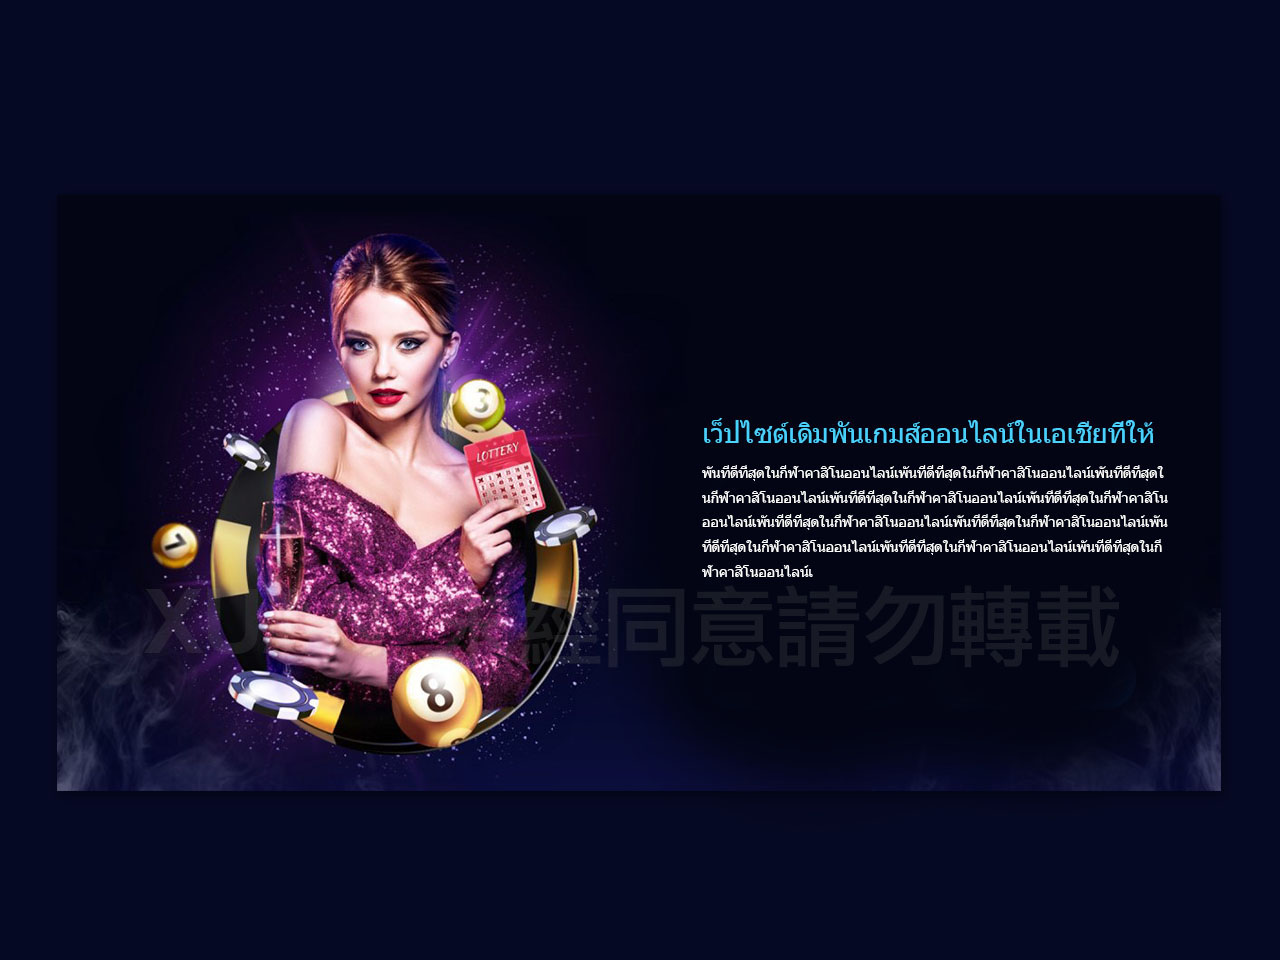 เว็ปไซต์เดิมพันเกมส์ออนไลน์ในเอเชียที่ให้
พันที่ดีที่สุดในกีฬาคาสิโนออนไลน์เพันที่ดีที่สุดในกีฬาคาสิโนออนไลน์เพันที่ดีที่สุดใ
นกีฬาคาสิโนออนไลน์เพันที่ดีที่สุดในกีฬาคาสิโนออนไลน์เพันที่ดีที่สุดในกีฬาคาสิโน
ออนไลน์เพันที่ดีที่สุดในกีฬาคาสิโนออนไลน์เพันที่ดีที่สุดในกีฬาคาสิโนออนไลน์เพัน
ที่ดีที่สุดในกีฬาคาสิโนออนไลน์เพันที่ดีที่สุดในกีฬาคาสิโนออนไลน์เพันที่ดีที่สุดในกี
ฬาคาสิโนออนไลน์เ
3
LOTTERY
7
經同意請勿轉載
8